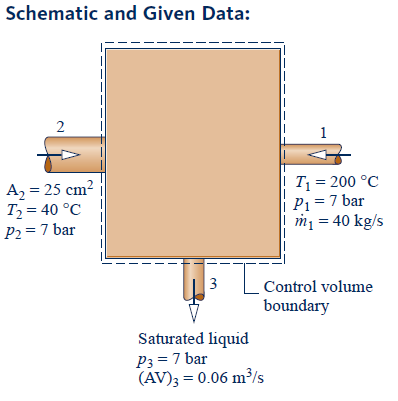 Schematic and Given Data:
2
1
A₂ = 25 cm²
T₂ = 40 °C
p₂ = 7 bar
T₁ = 200 °C
p₁ = 7 bar
ṁ₁ = 40 kg/s
3
Control volume
boundary
Saturated liquid
p₃ = 7 bar
(AV)₃ = 0.06 m³/s